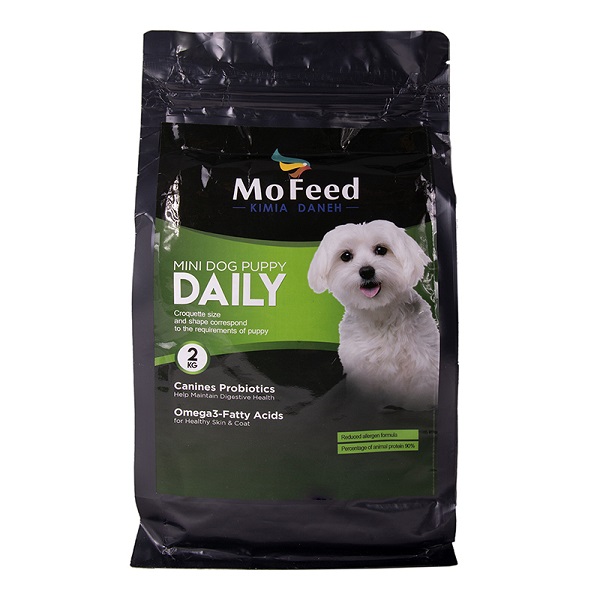 MoFeed
KIMIA DANEH
MINI DOG PUPPY
DAILY
Croquette size
and shape correspond
to the requirements of puppy
2
KG
Canines Probiotics
Help Maintain Digestive Health
Omega3-Fatty Acids
for Healthy Skin & Coat
Reduced allergen formula
Percentage of animal protein 80%